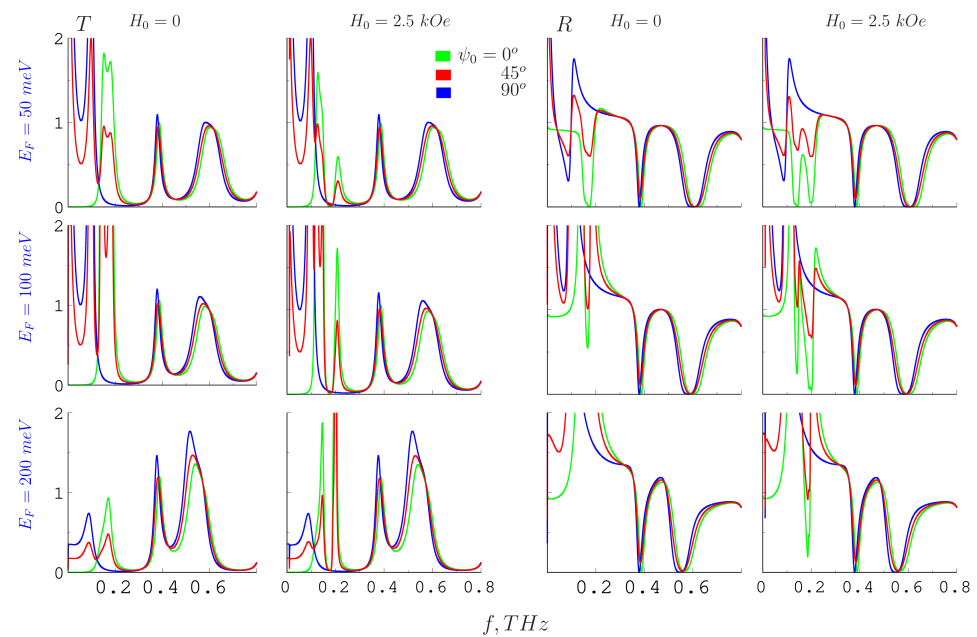 T H₀ = 0 H₀ = 2.5 kOe R H₀ = 0 H₀ = 2.5 kOe
ψ₀ = 0°
45°
90°
E_F = 50 meV
2
1
0
E_F = 100 meV
2
1
0
E_F = 200 meV
2
1
0
0.2 0.4 0.6 0 0.2 0.4 0.6 0.8 0.2 0.4 0.6 0 0.2 0.4 0.6 0.8
f, THz